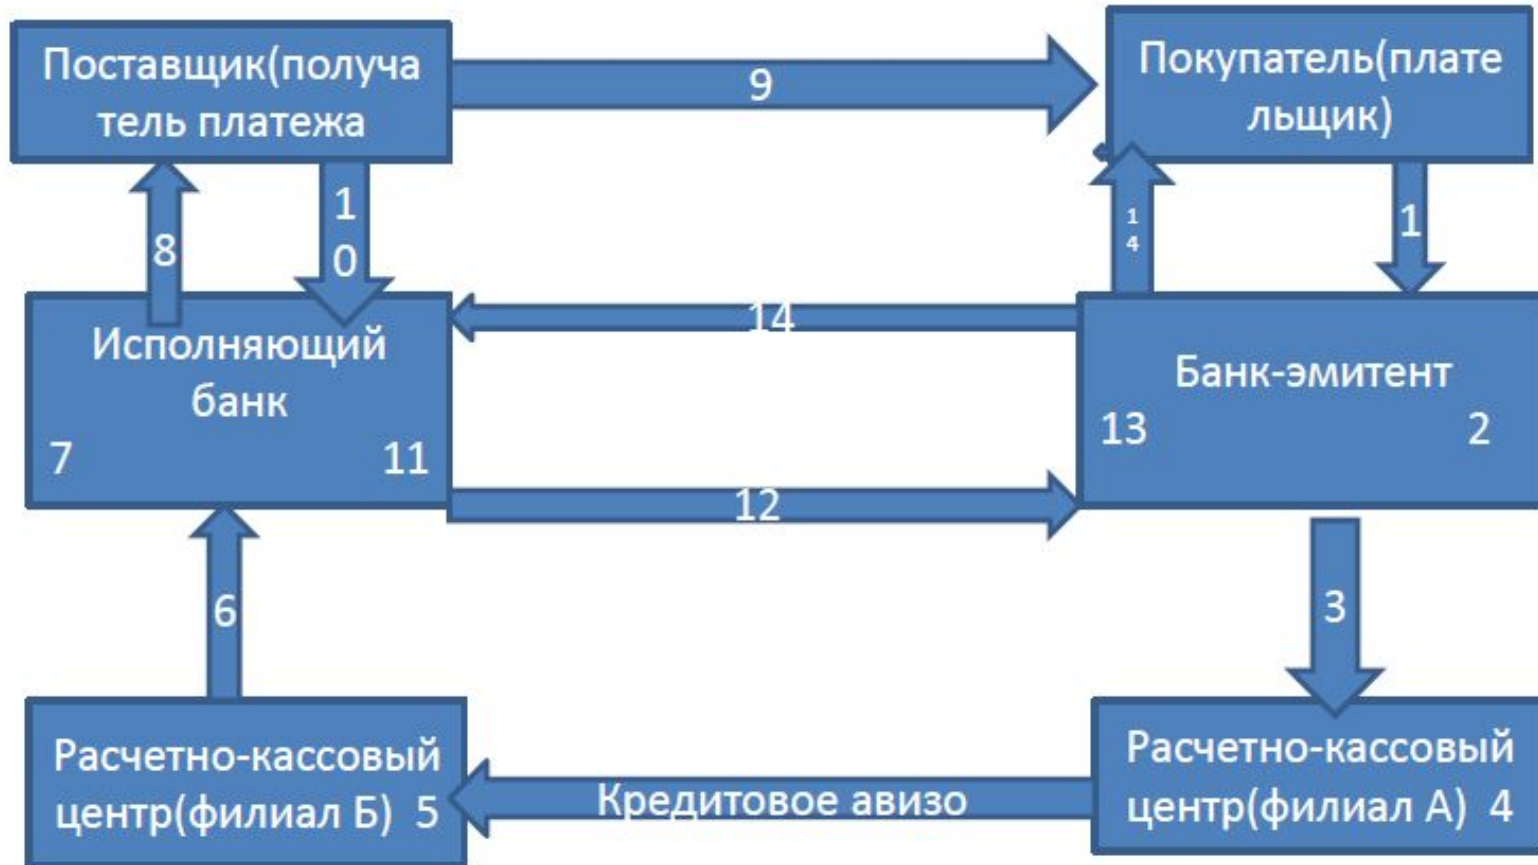 Поставщик(получа
тель платежа
9
Покупатель(плате
льщик)
8
1
0
1
4
1
Исполняющий
банк
7 11
14
Банк-эмитент
13 2
12
6
3
Расчетно-кассовый
центр(филиал Б) 5
Кредитовое авизо
Расчетно-кассовый
центр(филиал А) 4